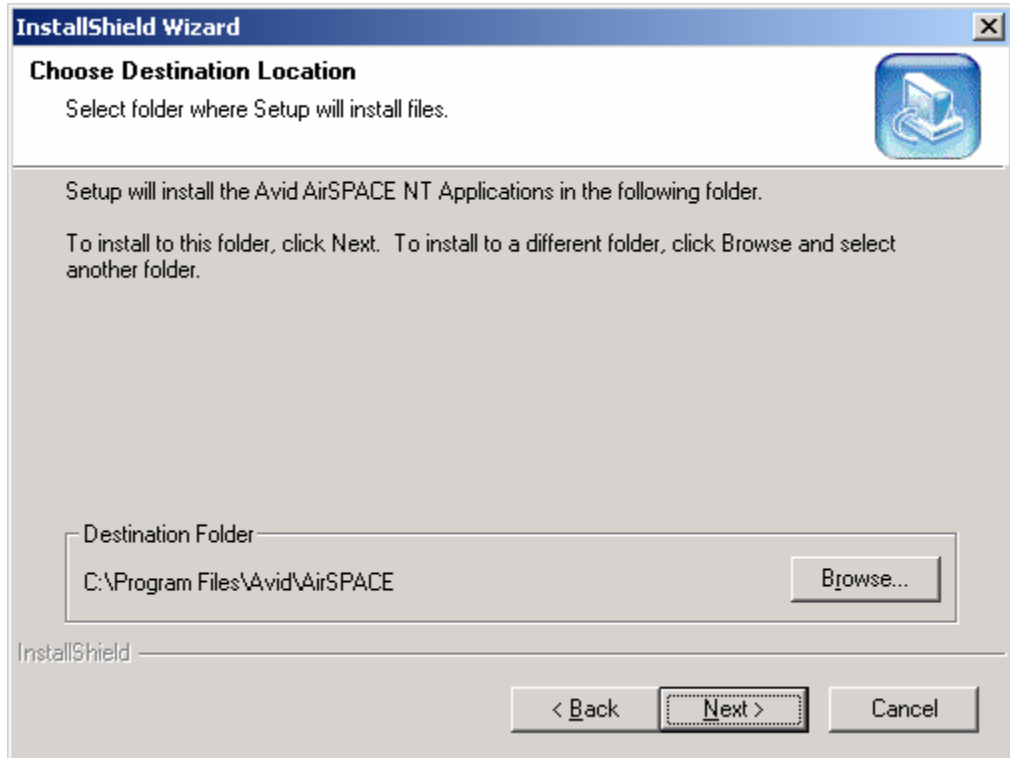 InstallShield Wizard
Choose Destination Location
Select folder where Setup will install files.
Setup will install the Avid AirSPACE NT Applications in the following folder.
To install to this folder, click Next.  To install to a different folder, click Browse and select
another folder.
Destination Folder
C:\Program Files\Avid\AirSPACE
Browse...
InstallShield
< Back
Next >
Cancel